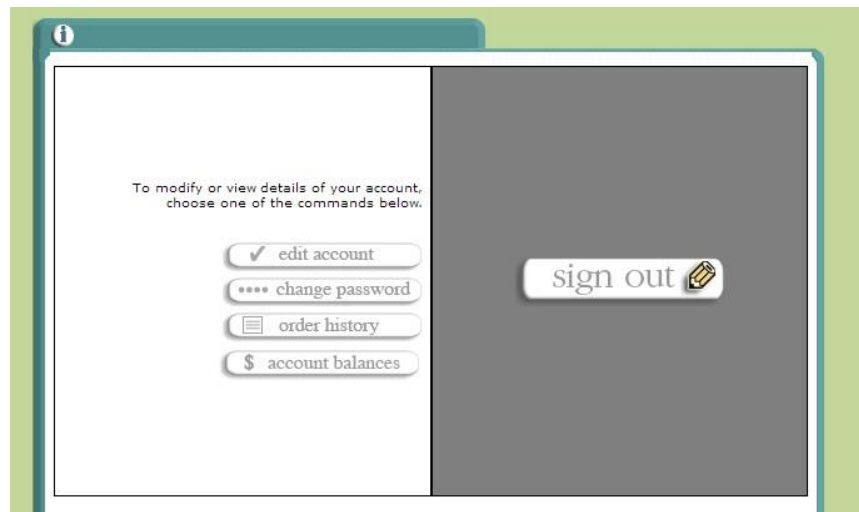 i
To modify or view details of your account,
choose one of the commands below.
edit account
•••• change password
order history
$ account balances
sign out